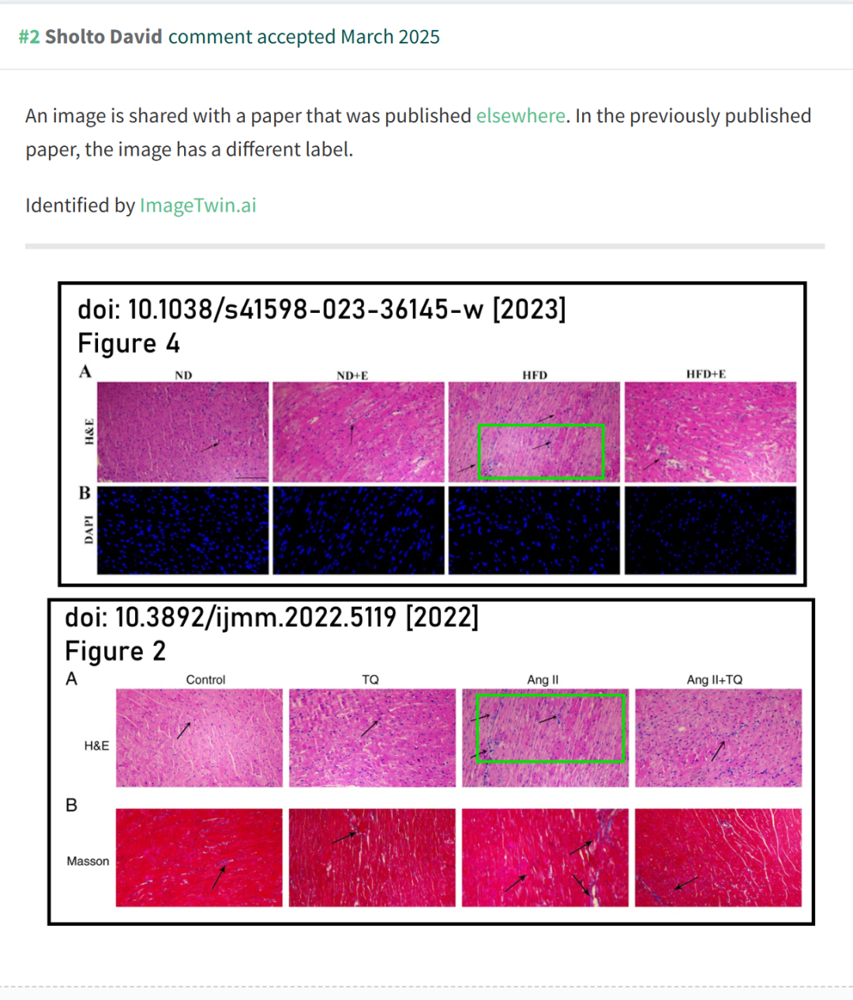 #2 Sholto David comment accepted March 2025
An image is shared with a paper that was published elsewhere. In the previously published
paper, the image has a different label.
Identified by ImageTwin.ai
doi: 10.1038/s41598-023-36145-w [2023]
Figure 4
A
ND
ND+E
HFD
HFD+E
H&E
B
DAPI
doi: 10.3892/ijmm.2022.5119 [2022]
Figure 2
A
Control
TQ
Ang II
Ang II+TQ
H&E
B
Masson